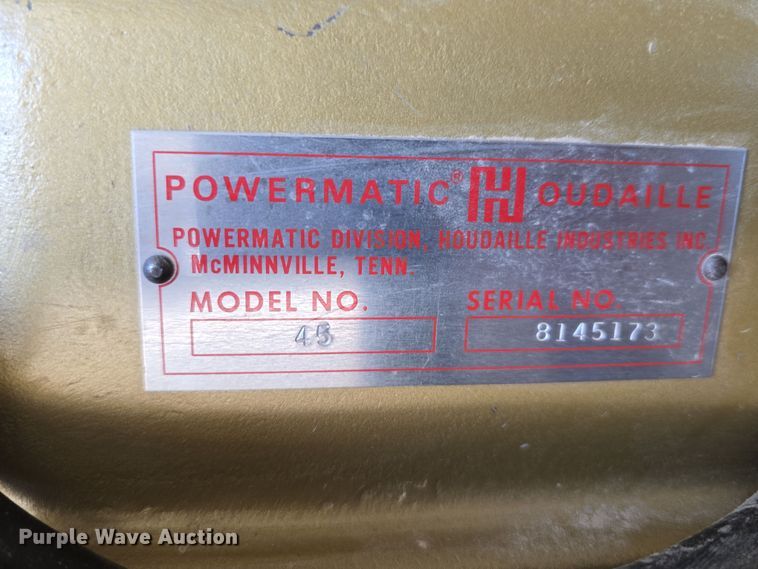 POWERMATIC® HOUDAILLE
POWERMATIC DIVISION, HOUDAILLE INDUSTRIES INC.
McMINNVILLE, TENN.
MODEL NO. SERIAL NO.
45 8145173
Purple Wave Auction